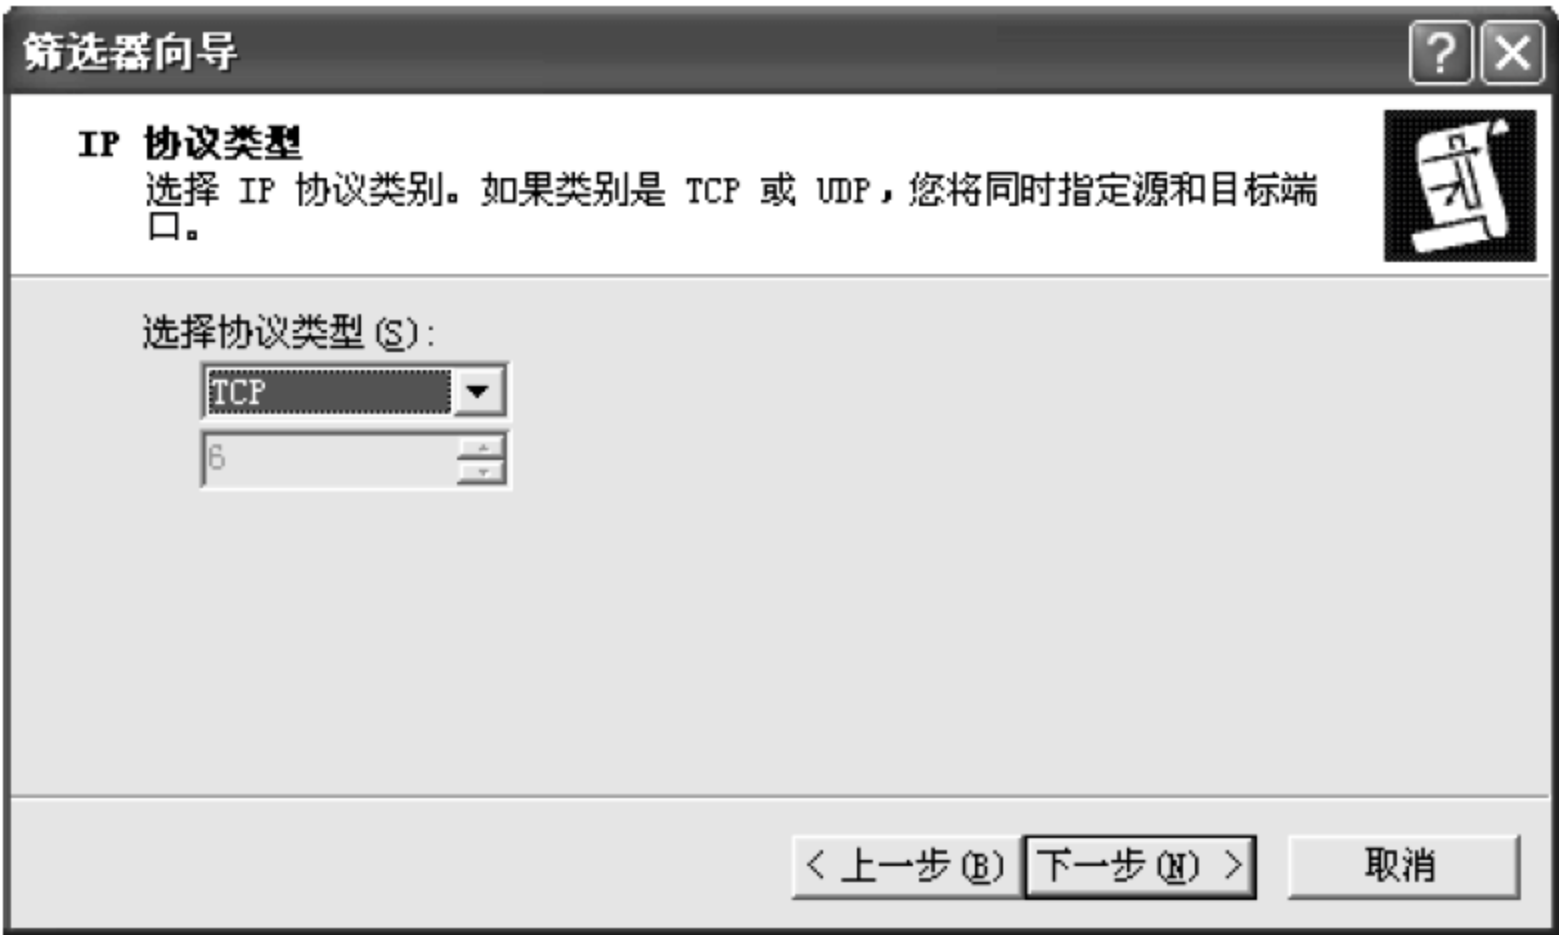 筛选器向导
IP 协议类型
选择 IP 协议类别。如果类别是 TCP 或 UDP，您将同时指定源和目标端
口。
选择协议类型(S):
TCP
6
< 上一步(B) 下一步(N) > 取消